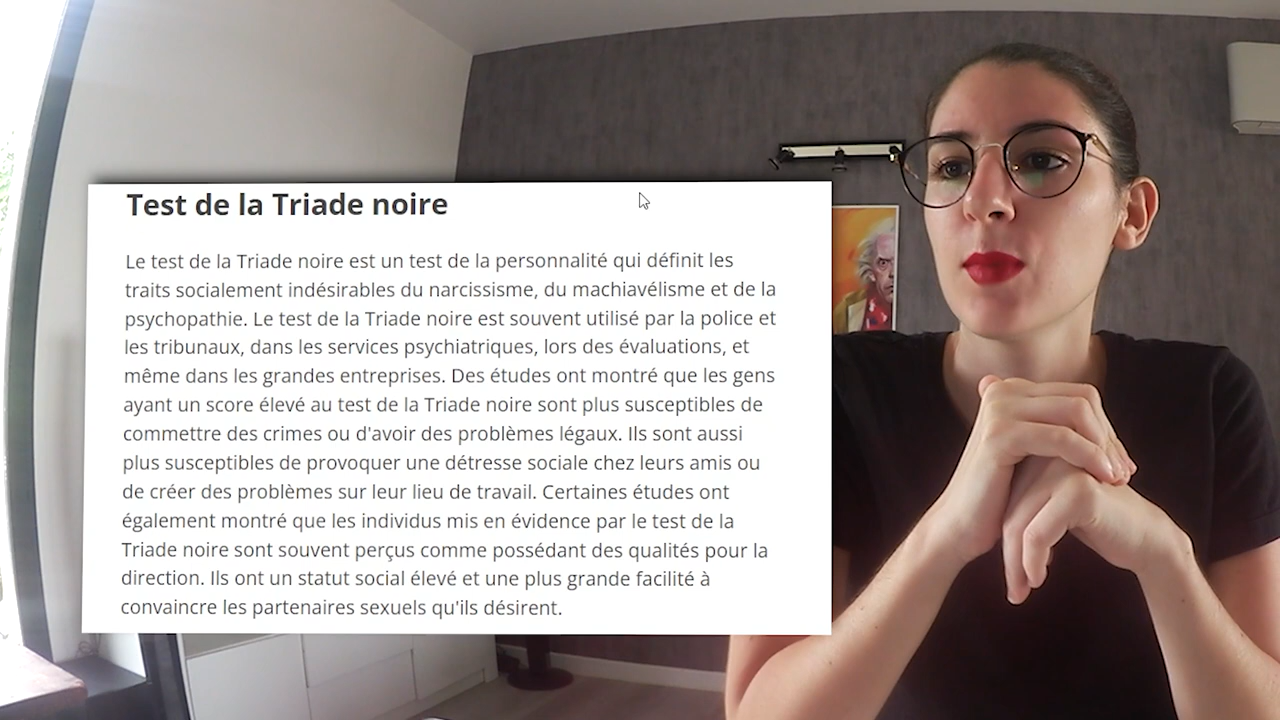 Test de la Triade noire
Le test de la Triade noire est un test de la personnalité qui définit les
traits socialement indésirables du narcissisme, du machiavélisme et de la
psychopathie. Le test de la Triade noire est souvent utilisé par la police et
les tribunaux, dans les services psychiatriques, lors des évaluations, et
même dans les grandes entreprises. Des études ont montré que les gens
ayant un score élevé au test de la Triade noire sont plus susceptibles de
commettre des crimes ou d'avoir des problèmes légaux. Ils sont aussi
plus susceptibles de provoquer une détresse sociale chez leurs amis ou
de créer des problèmes sur leur lieu de travail. Certaines études ont
également montré que les individus mis en évidence par le test de la
Triade noire sont souvent perçus comme possédant des qualités pour la
direction. Ils ont un statut social élevé et une plus grande facilité à
convaincre les partenaires sexuels qu'ils désirent.